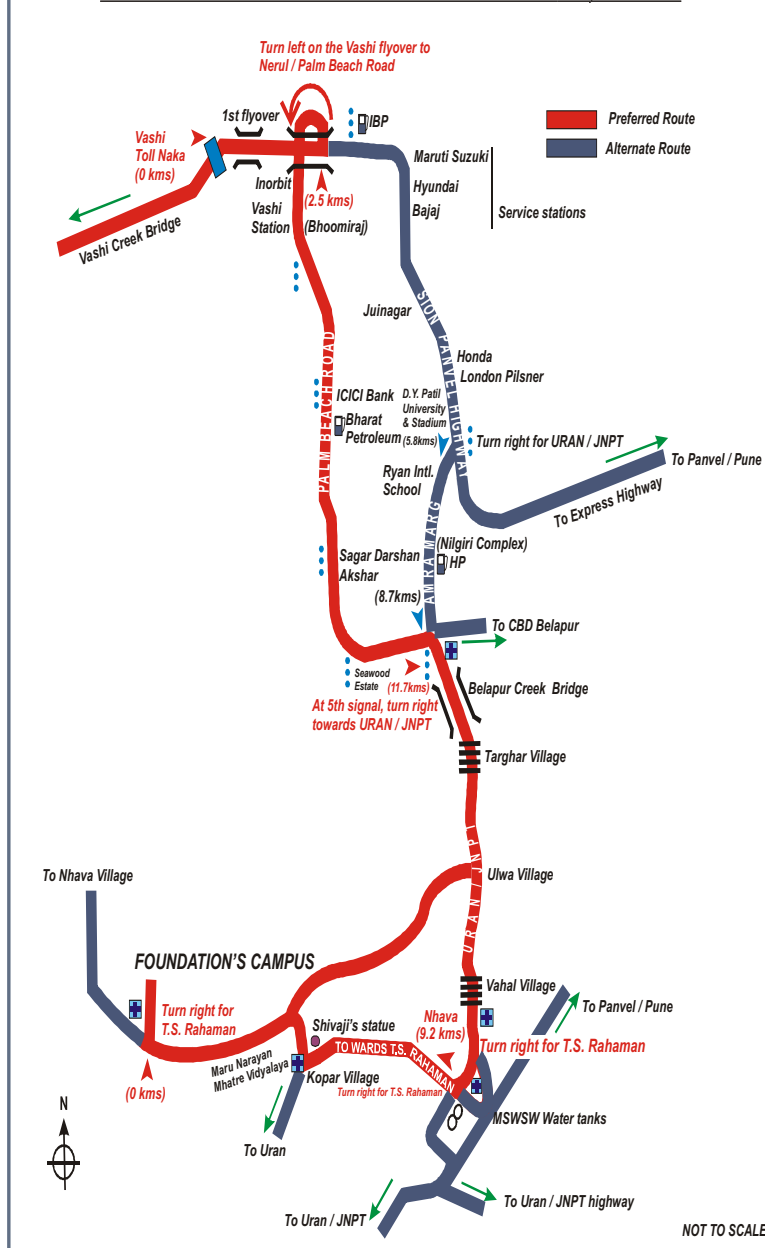 Turn left on the Vashi flyover to
Nerul / Palm Beach Road
1st flyover
IBP
Preferred Route
Alternate Route
Vashi
Toll Naka
(0 kms)
Maruti Suzuki
Hyundai
Bajaj
Service stations
Inorbit
(2.5 kms)
Vashi
Station
(Bhoomiraj)
Vashi Creek Bridge
Juinagar
SION PANVEL HIGHWAY
Honda
London Pilsner
PALM BEACH ROAD
ICICI Bank
Bharat
Petroleum
D.Y. Patil
University
& Stadium
(5.8kms)
Turn right for URAN / JNPT
To Panvel / Pune
To Express Highway
Ryan Intl.
School
AMRA MARG
(Nilgiri Complex)
HP
Sagar Darshan
Akshar
(8.7kms)
To CBD Belapur
Seawood
Estate
(11.7kms)
Belapur Creek Bridge
At 5th signal, turn right
towards URAN / JNPT
Targhar Village
URAN / JNPT
Ulwa Village
To Nhava Village
FOUNDATION'S CAMPUS
Vahal Village
To Panvel / Pune
Turn right for
T.S. Rahaman
Shivaji's statue
Nhava
(9.2 kms)
Turn right for T.S. Rahaman
TO WARDS T.S. RAHAMAN
Maru Narayan
Mhatre Vidyalaya
Kopar Village
Turn right for T.S. Rahaman
(0 kms)
MSWSW Water tanks
N
To Uran
To Uran / JNPT
To Uran / JNPT highway
NOT TO SCALE